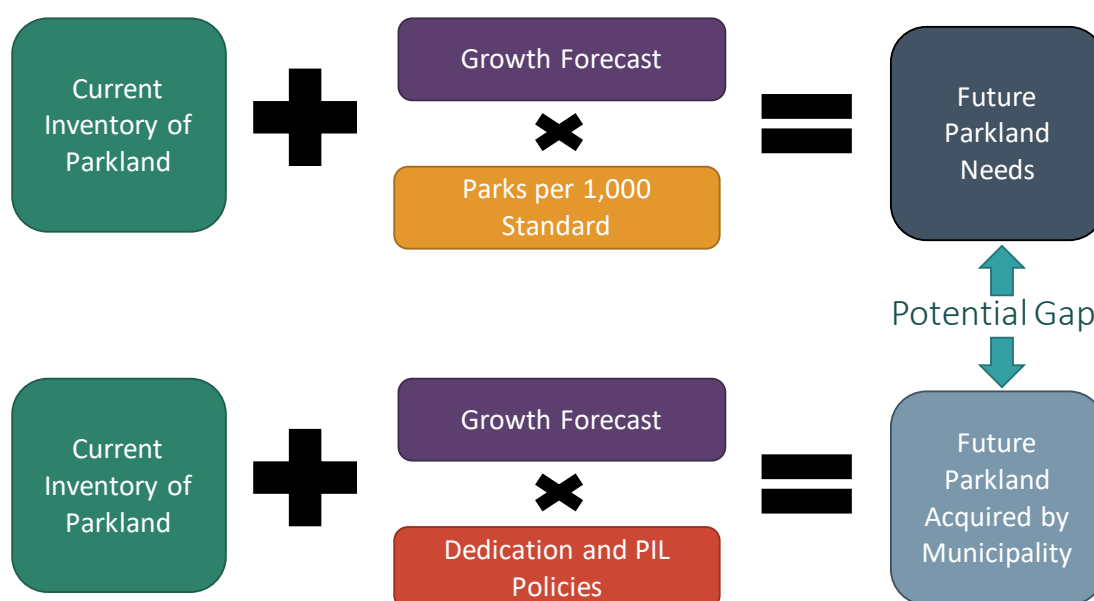 Current
Inventory of
Parkland
Growth Forecast
Parks per 1,000
Standard
Future
Parkland
Needs
Potential Gap
Current
Inventory of
Parkland
Growth Forecast
Dedication and PIL
Policies
Future
Parkland
Acquired by
Municipality